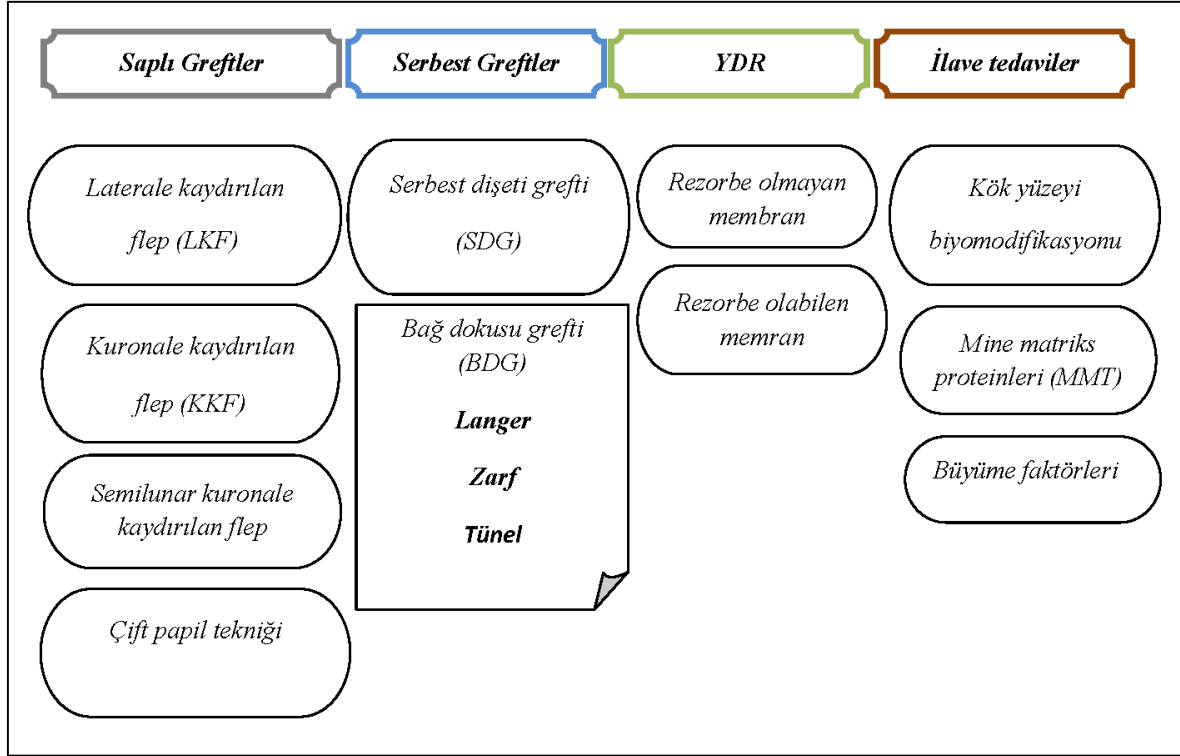 Saplı Greftler
Serbest Greftler
YDR
İlave tedaviler
Laterale kaydırılan
flep (LKF)
Kuronale kaydırılan
flep (KKF)
Semilunar kuronale
kaydırılan flep
Çift papil tekniği
Serbest dişeti grefti
(SDG)
Bağ dokusu grefti
(BDG)
Langer
Zarf
Tünel
Rezorbe olmayan
membran
Rezorbe olabilen
memran
Kök yüzeyi
biyomodifikasyonu
Mine matriks
proteinleri (MMT)
Büyüme faktörleri